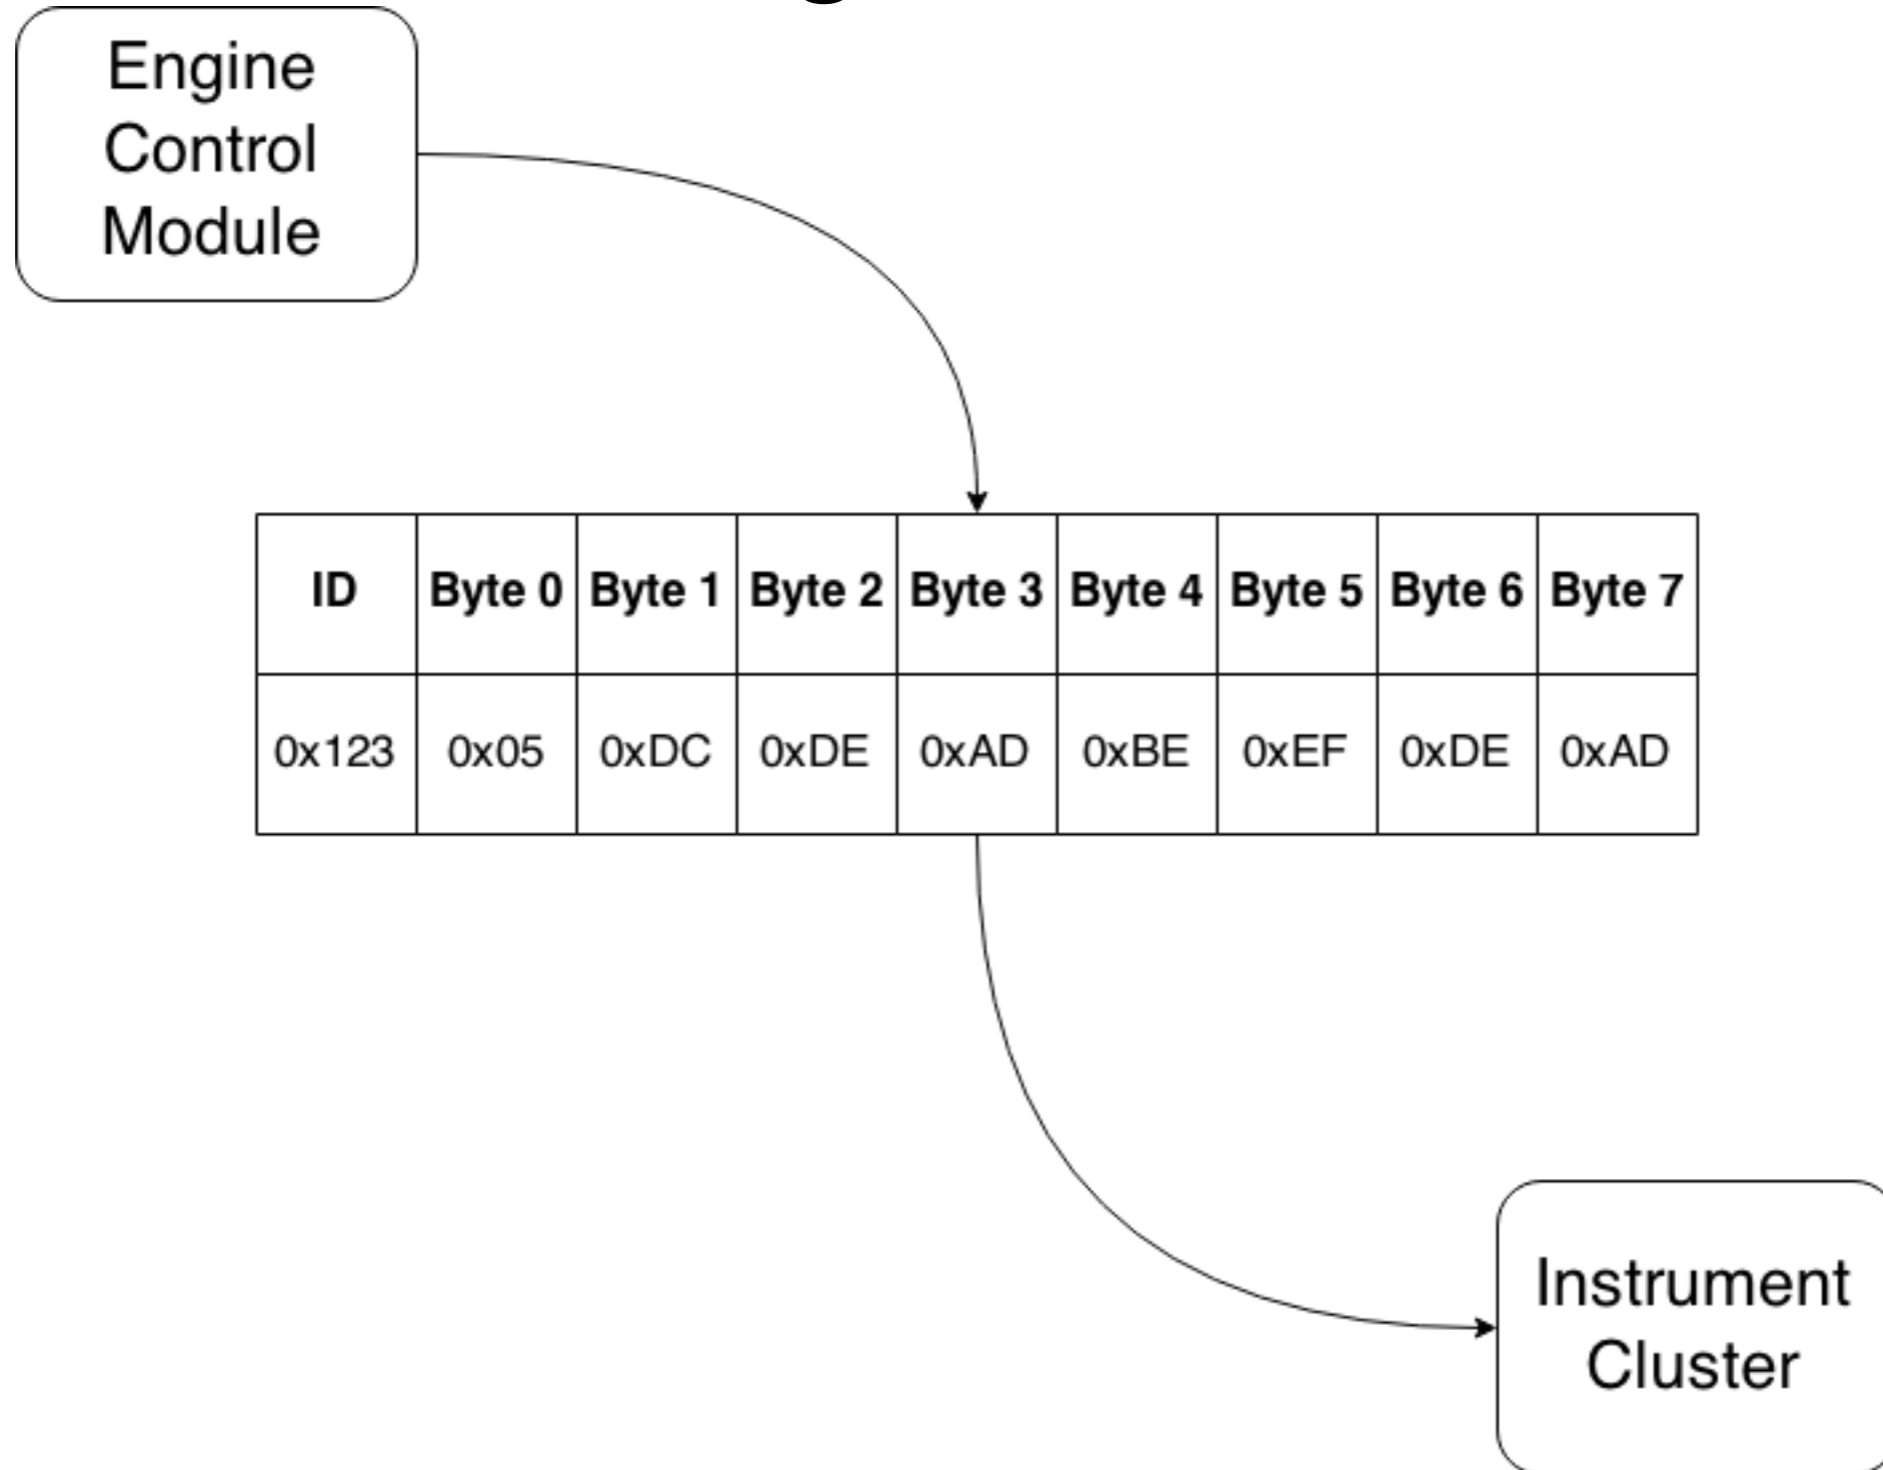 Engine
Control
Module
ID Byte 0 Byte 1 Byte 2 Byte 3 Byte 4 Byte 5 Byte 6 Byte 7
0x123 0x05 0xDC 0xDE 0xAD 0xBE 0xEF 0xDE 0xAD
Instrument
Cluster